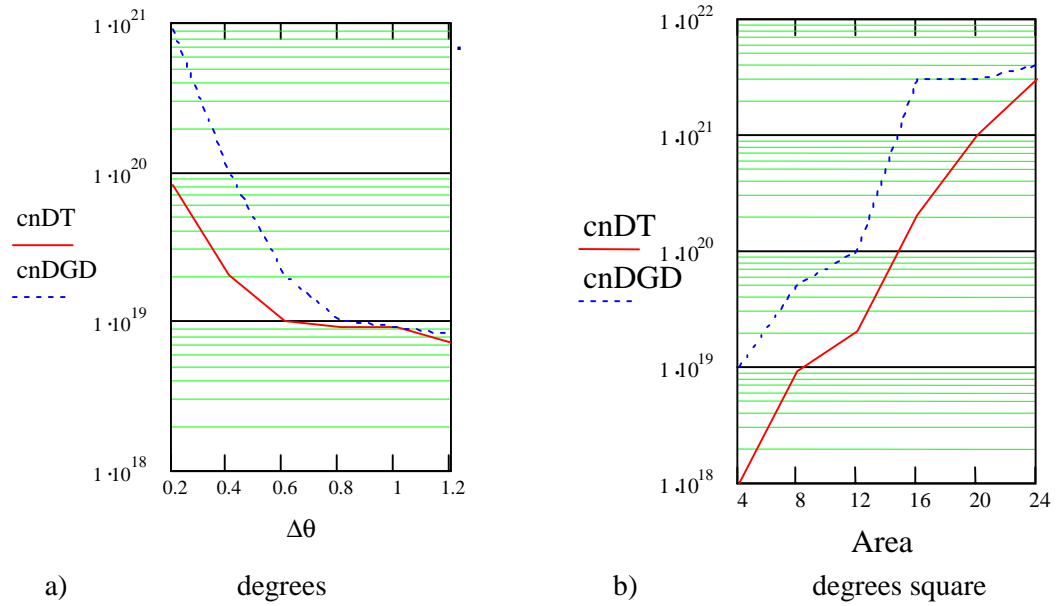 1·10^21
1·10^20
1·10^19
1·10^18
cnDT
cnDGD
0.2 0.4 0.6 0.8 1 1.2
Δθ
a) degrees
1·10^22
1·10^21
1·10^20
1·10^19
1·10^18
cnDT
cnDGD
4 8 12 16 20 24
Area
b) degrees square